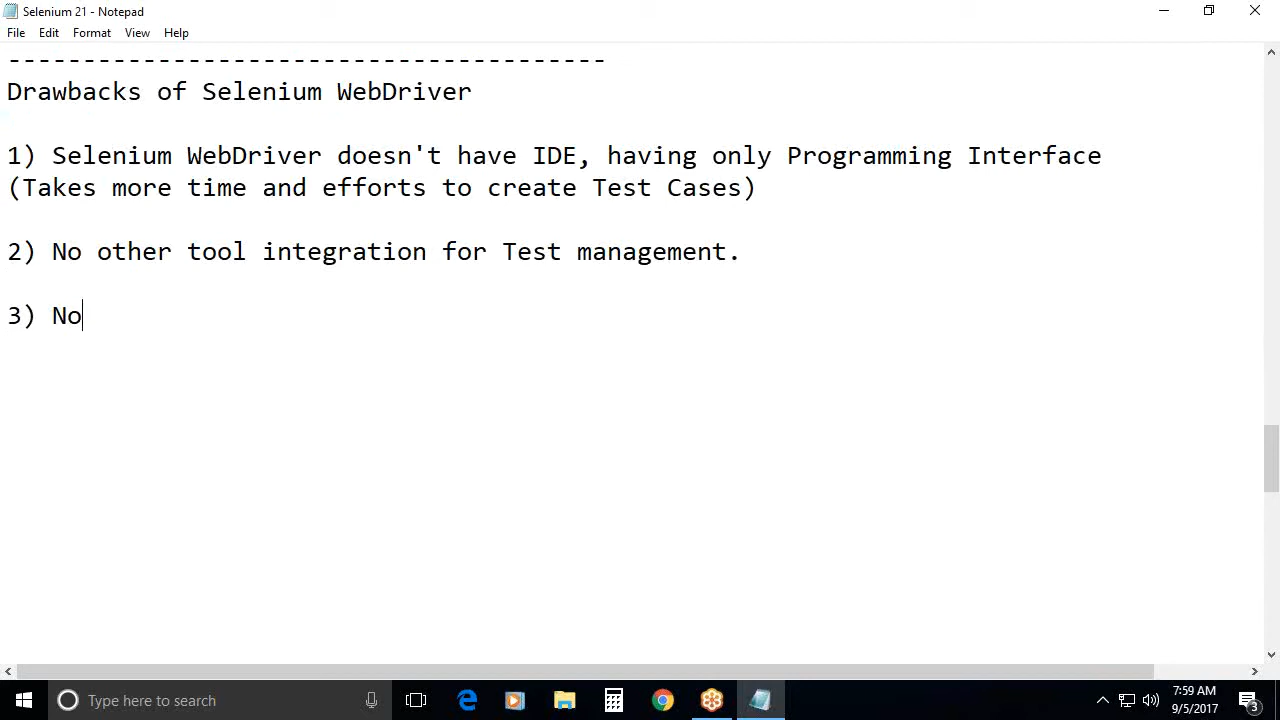 Selenium 21 - Notepad
File Edit Format View Help
----------------------------------------
Drawbacks of Selenium WebDriver
1) Selenium WebDriver doesn't have IDE, having only Programming Interface
(Takes more time and efforts to create Test Cases)
2) No other tool integration for Test management.
3) No
Type here to search
7:59 AM
9/5/2017
3